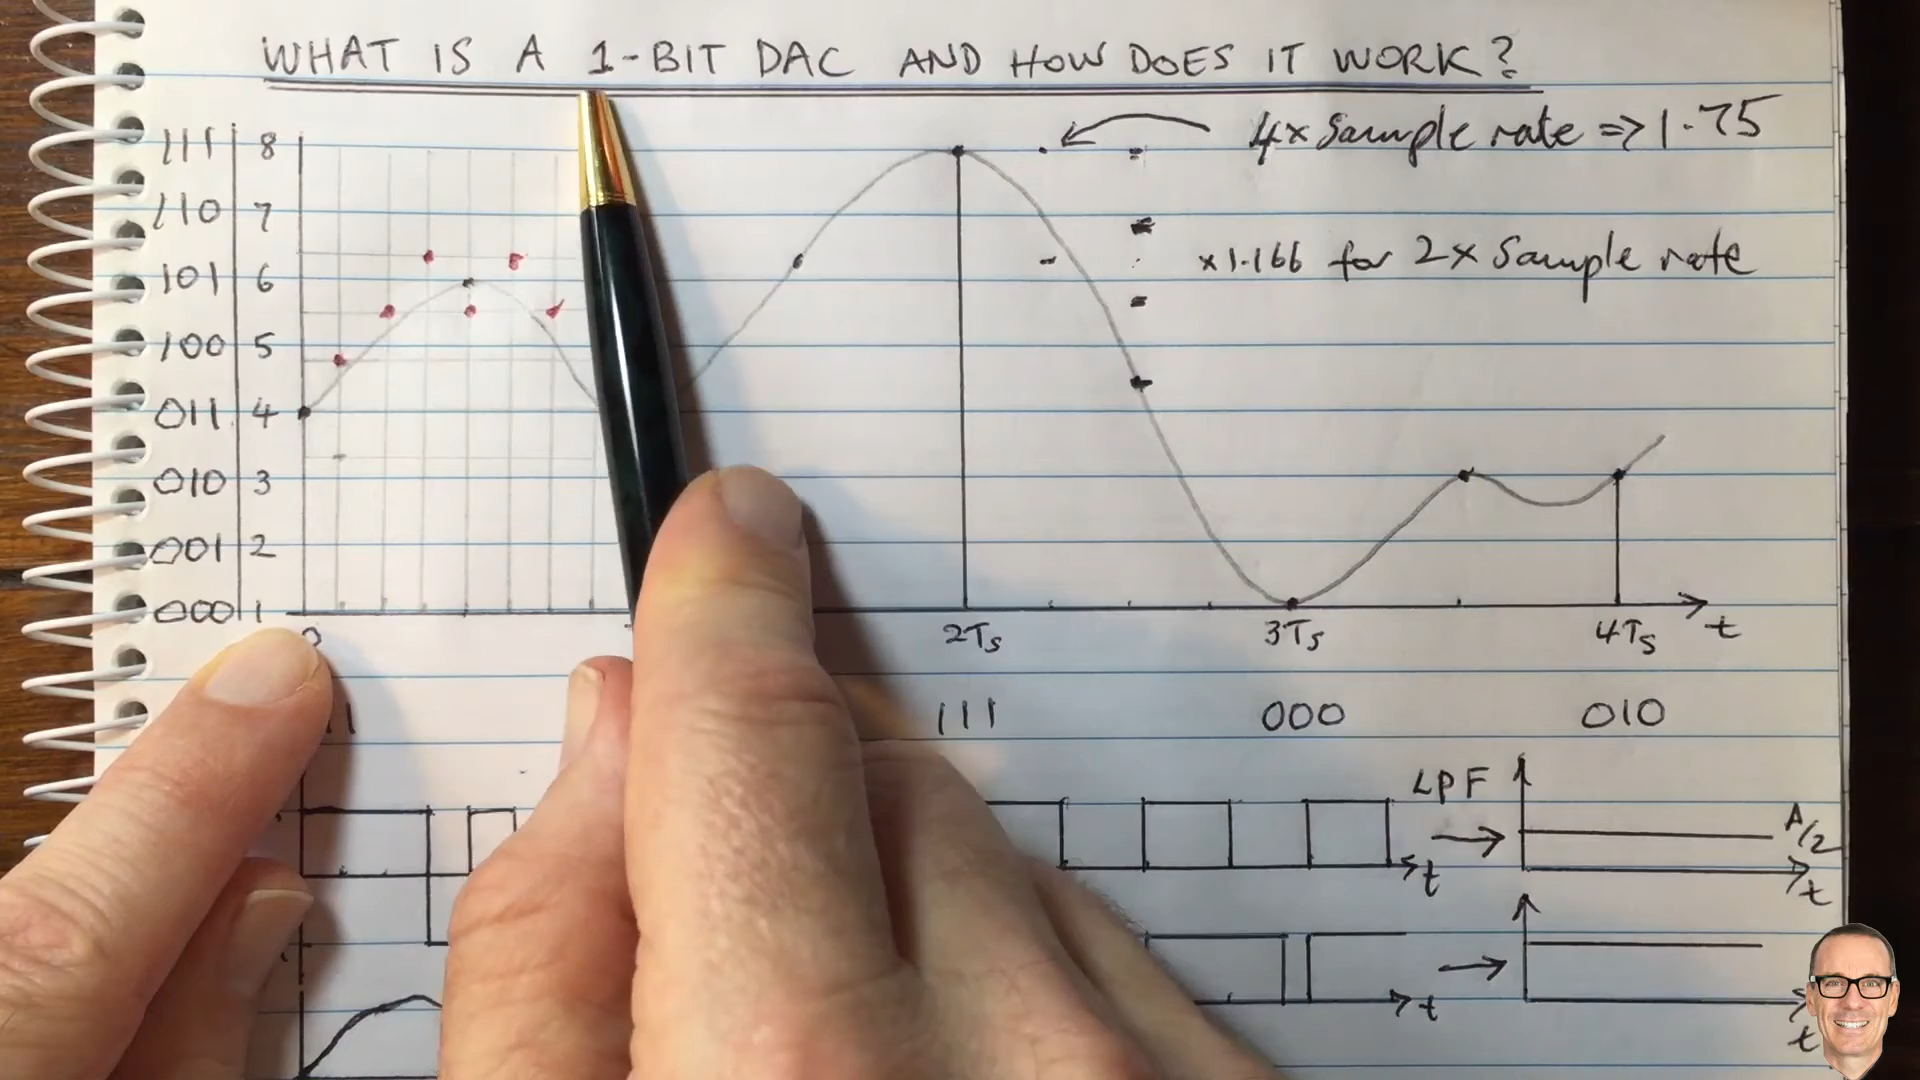 WHAT IS A 1-BIT DAC AND HOW DOES IT WORK?
111 8
4x Sample rate => 1.75
110 7
101 6
x1.166 for 2x Sample rate
100 5
011 4
010 3
001 2
000 1
2Ts 3Ts 4Ts t
111 000 010
LPF
A/2
t t
t t